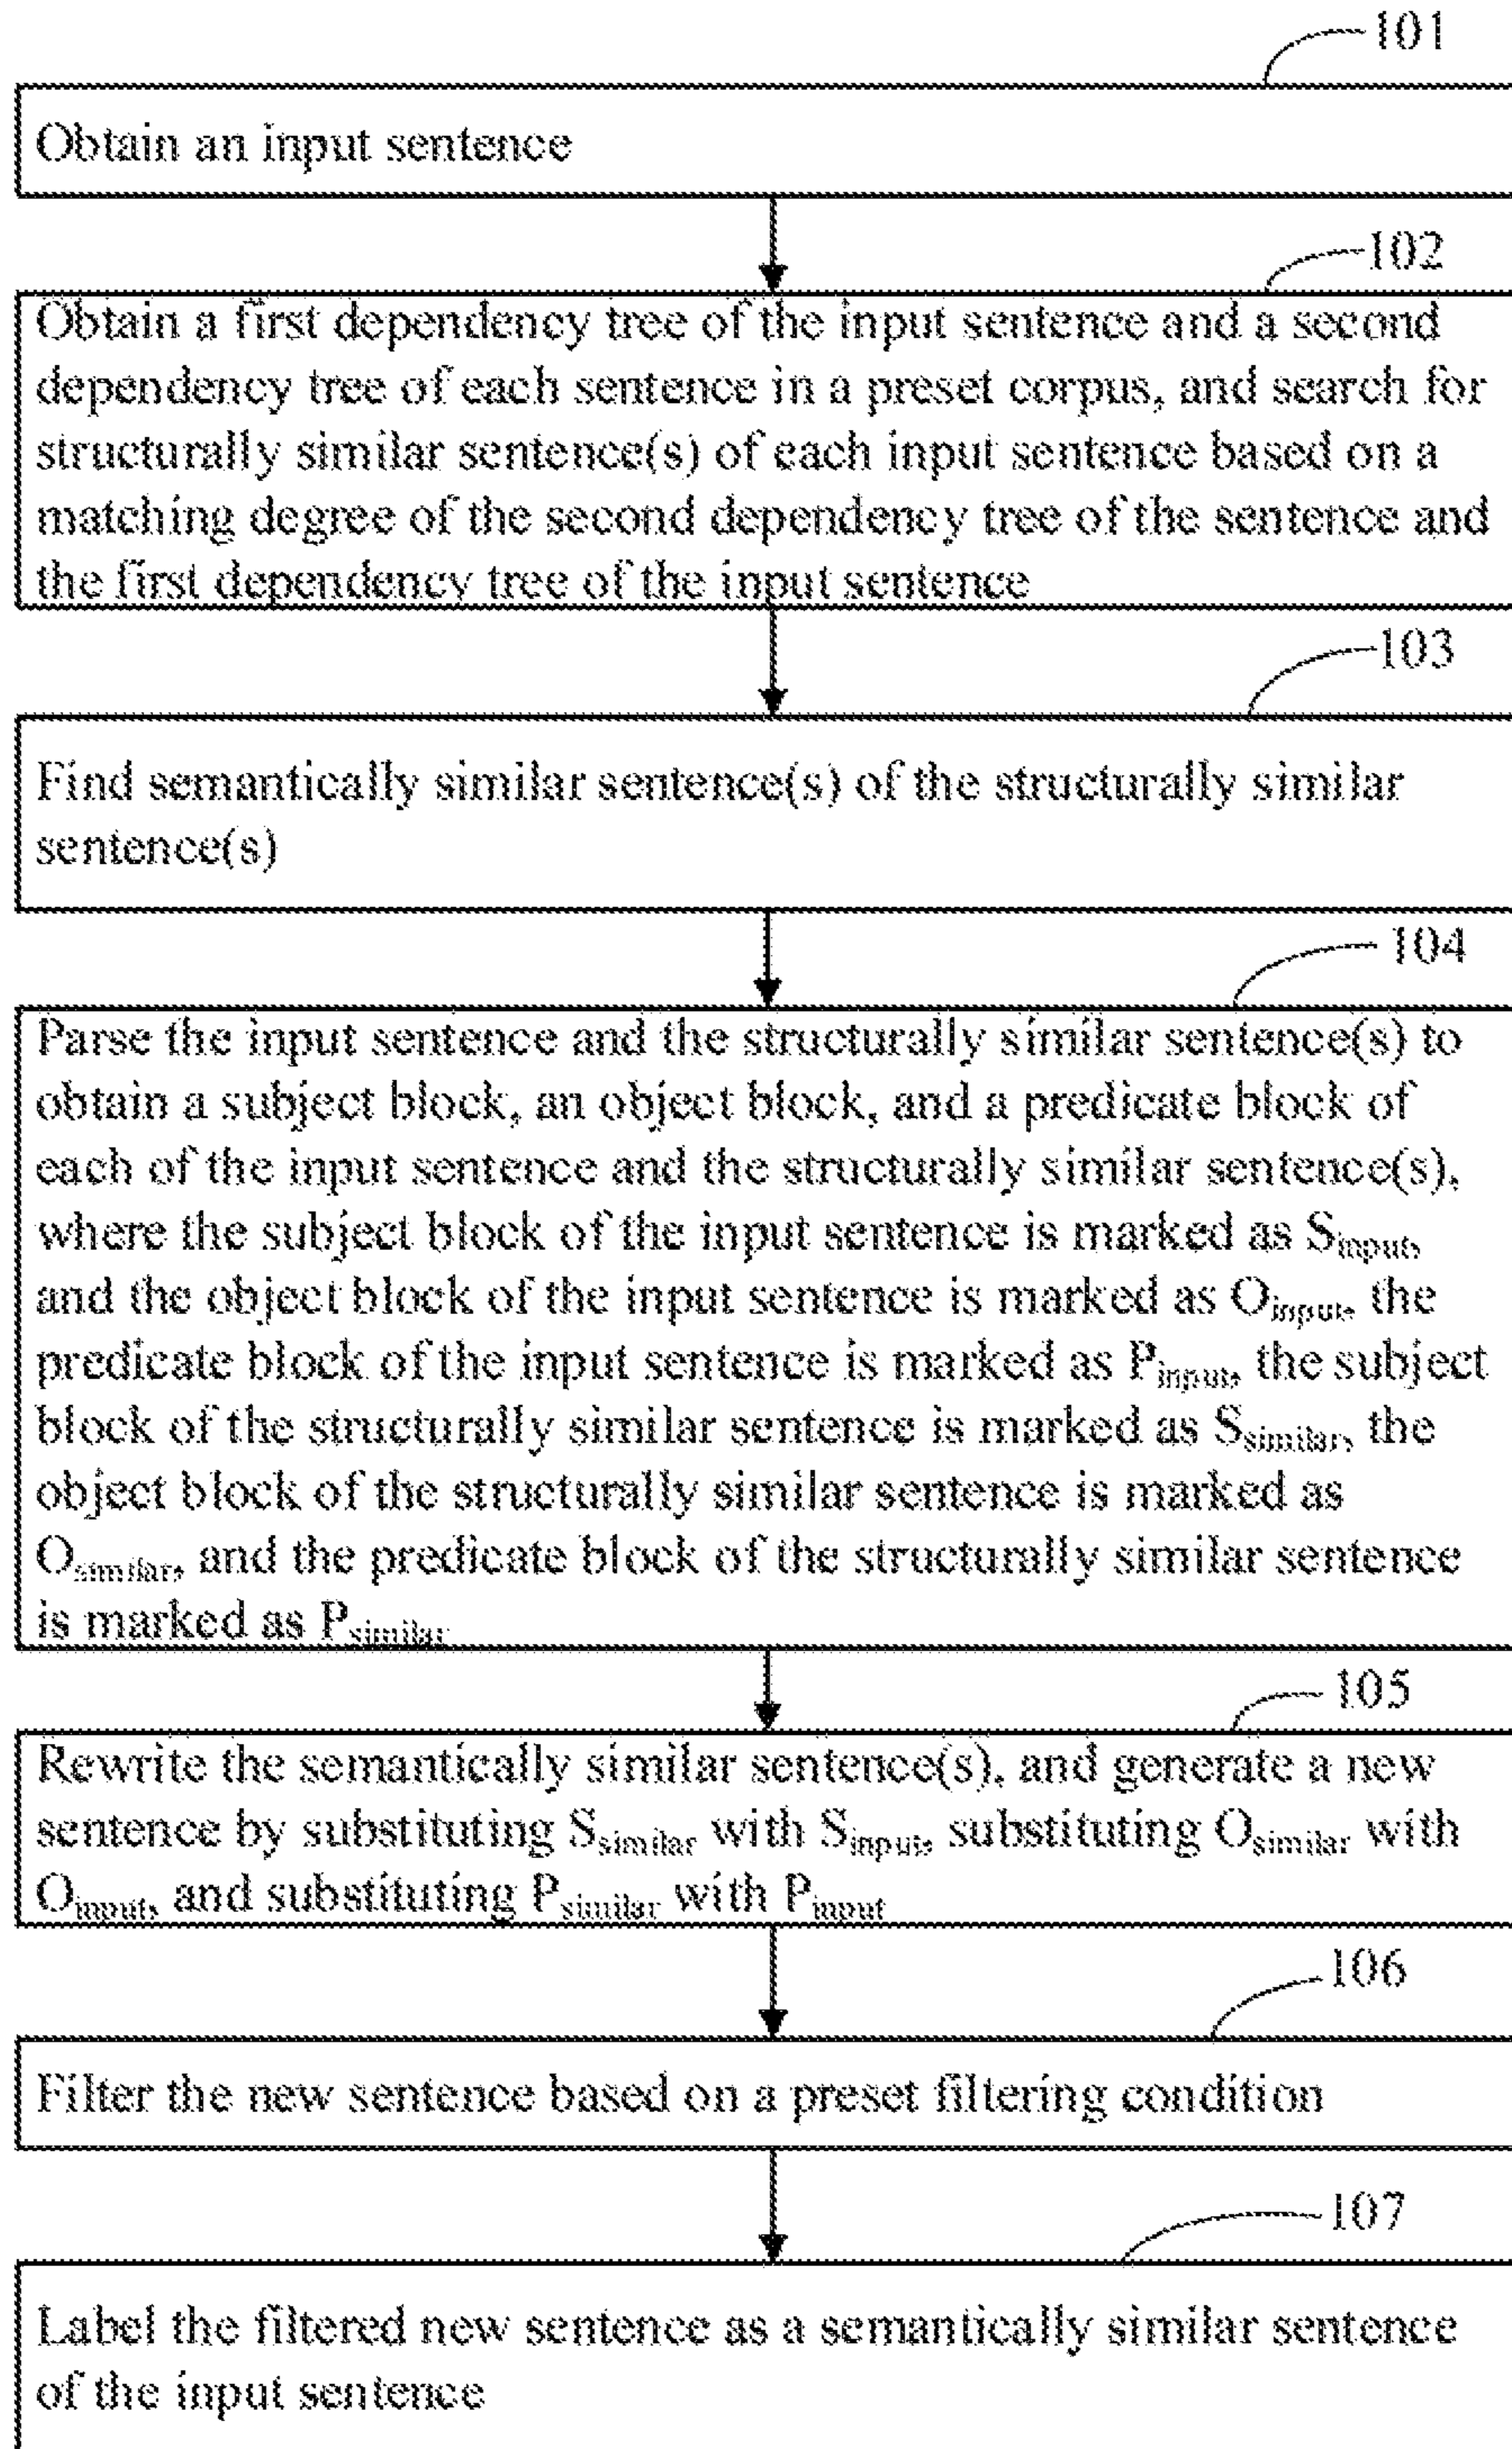 101
Obtain an input sentence
102
Obtain a first dependency tree of the input sentence and a second
dependency tree of each sentence in a preset corpus, and search for
structurally similar sentence(s) of each input sentence based on a
matching degree of the second dependency tree of the sentence and
the first dependency tree of the input sentence
103
Find semantically similar sentence(s) of the structurally similar
sentence(s)
104
Parse the input sentence and the structurally similar sentence(s) to
obtain a subject block, an object block, and a predicate block of
each of the input sentence and the structurally similar sentence(s),
where the subject block of the input sentence is marked as Sinput,
and the object block of the input sentence is marked as Oinput, the
predicate block of the input sentence is marked as Pinput, the subject
block of the structurally similar sentence is marked as Ssimilar, the
object block of the structurally similar sentence is marked as
Osimilar, and the predicate block of the structurally similar sentence
is marked as Psimilar
105
Rewrite the semantically similar sentence(s), and generate a new
sentence by substituting Ssimilar with Sinput, substituting Osimilar with
Oinput, and substituting Psimilar with Pinput
106
Filter the new sentence based on a preset filtering condition
107
Label the filtered new sentence as a semantically similar sentence
of the input sentence